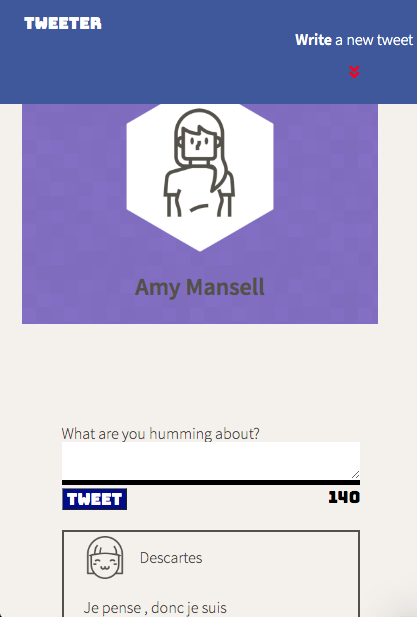 TWEETER
Write a new tweet
Amy Mansell
What are you humming about?
TWEET
140
Descartes
Je pense , donc je suis